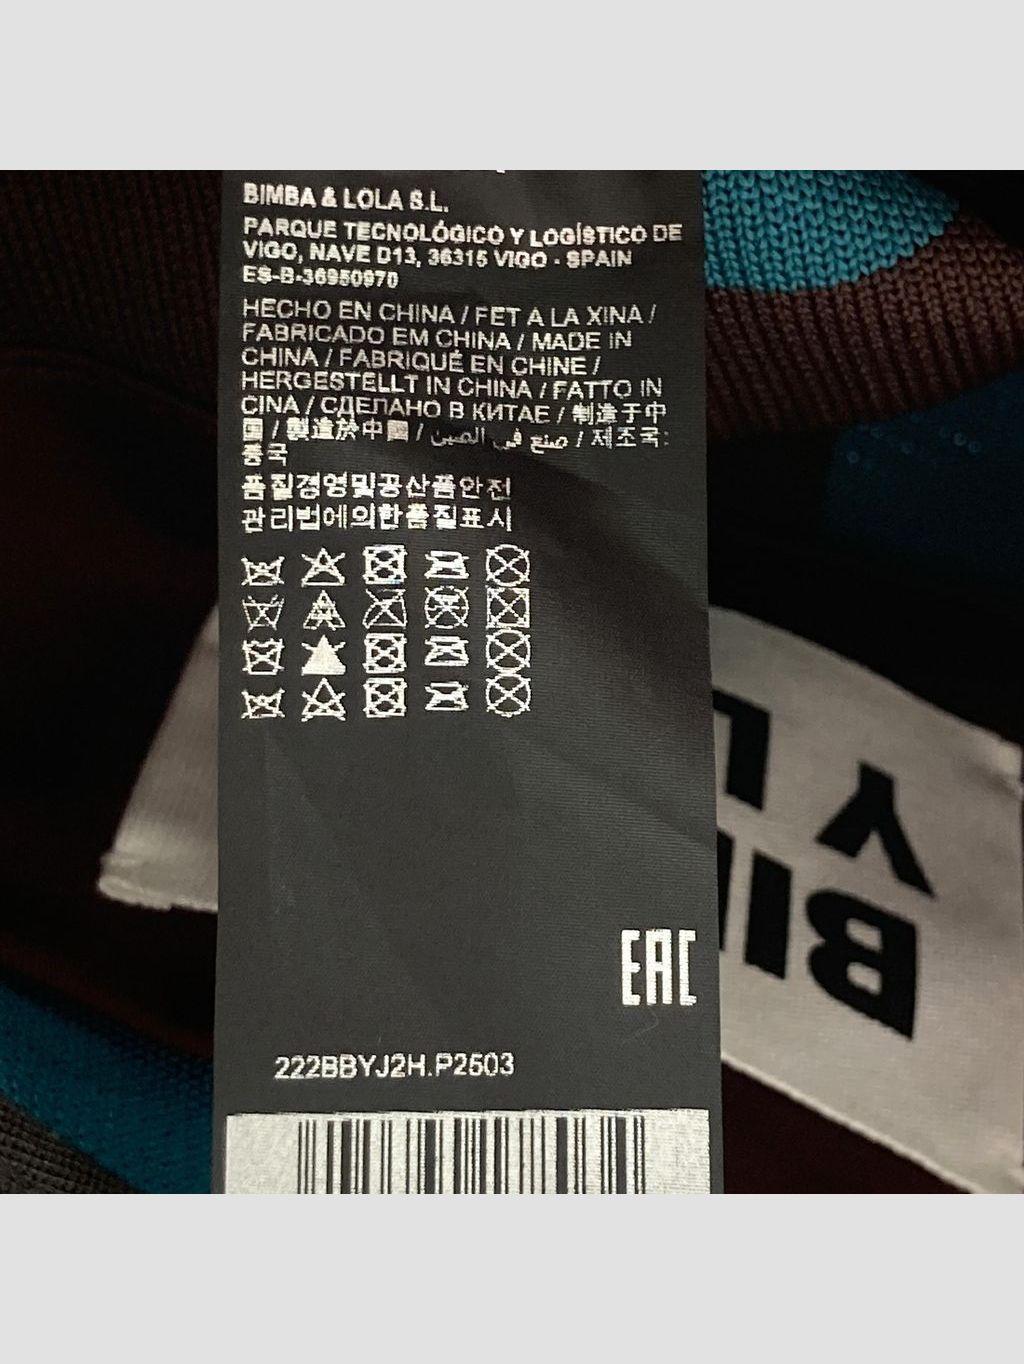 BIMBA & LOLA S.L.
PARQUE TECNOLÓGICO Y LOGÍSTICO DE
VIGO, NAVE D13, 36315 VIGO - SPAIN
ES-B-36950970
HECHO EN CHINA / FET A LA XINA /
FABRICADO EM CHINA / MADE IN
CHINA / FABRIQUÉ EN CHINE /
HERGESTELLT IN CHINA / FATTO IN
CINA / СДЕЛАНО В КИТАЕ / 制造于中
国 / 製造於中國 / صنع في الصين / 제조국:
중국
품질경영및공산품안전
관리법에의한품질표시
EAC
222BBYJ2H.P2503
BI
Y
L